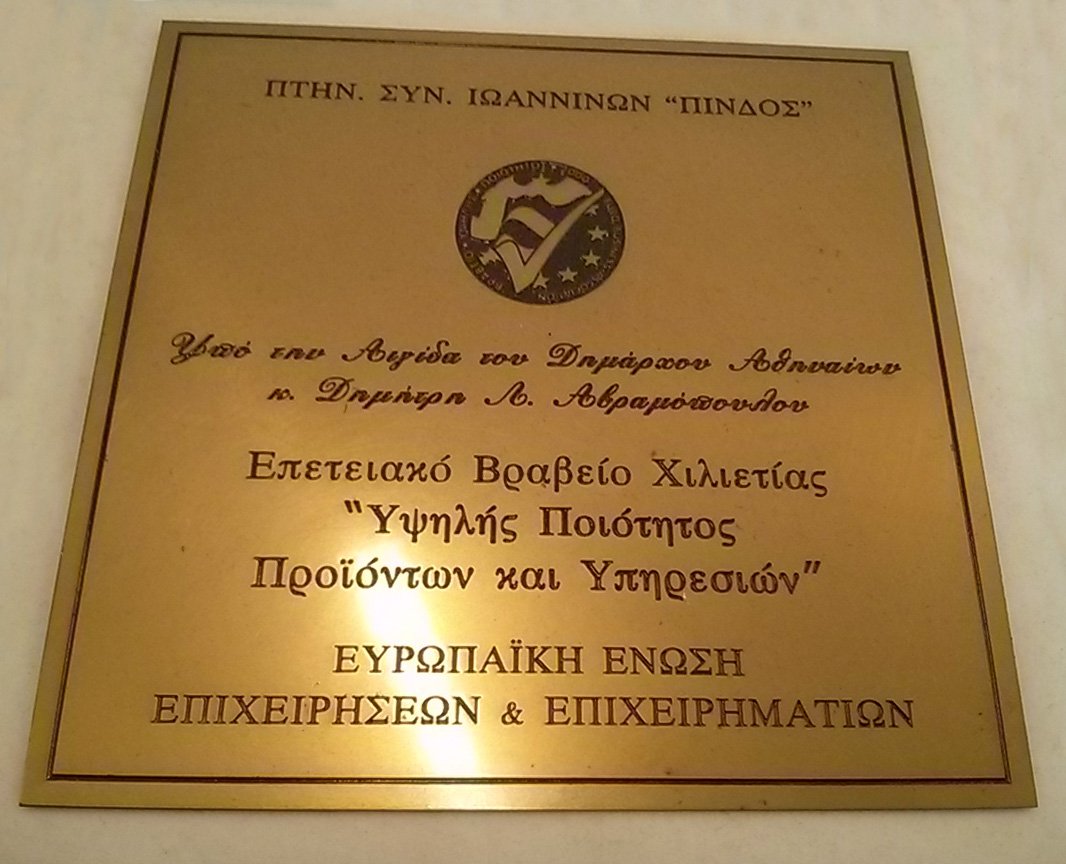 ΠΤΗΝ. ΣΥΝ. ΙΩΑΝΝΙΝΩΝ “ΠΙΝΔΟΣ”
Υπό την Αιγίδα του Δημάρχου Αθηναίων
κ. Δημήτρη Λ. Αβραμόπουλου
Επετειακό Βραβείο Χιλιετίας
"Υψηλής Ποιότητος
Προϊόντων και Υπηρεσιών"
ΕΥΡΩΠΑΪΚΗ ΕΝΩΣΗ
ΕΠΙΧΕΙΡΗΣΕΩΝ & ΕΠΙΧΕΙΡΗΜΑΤΙΩΝ